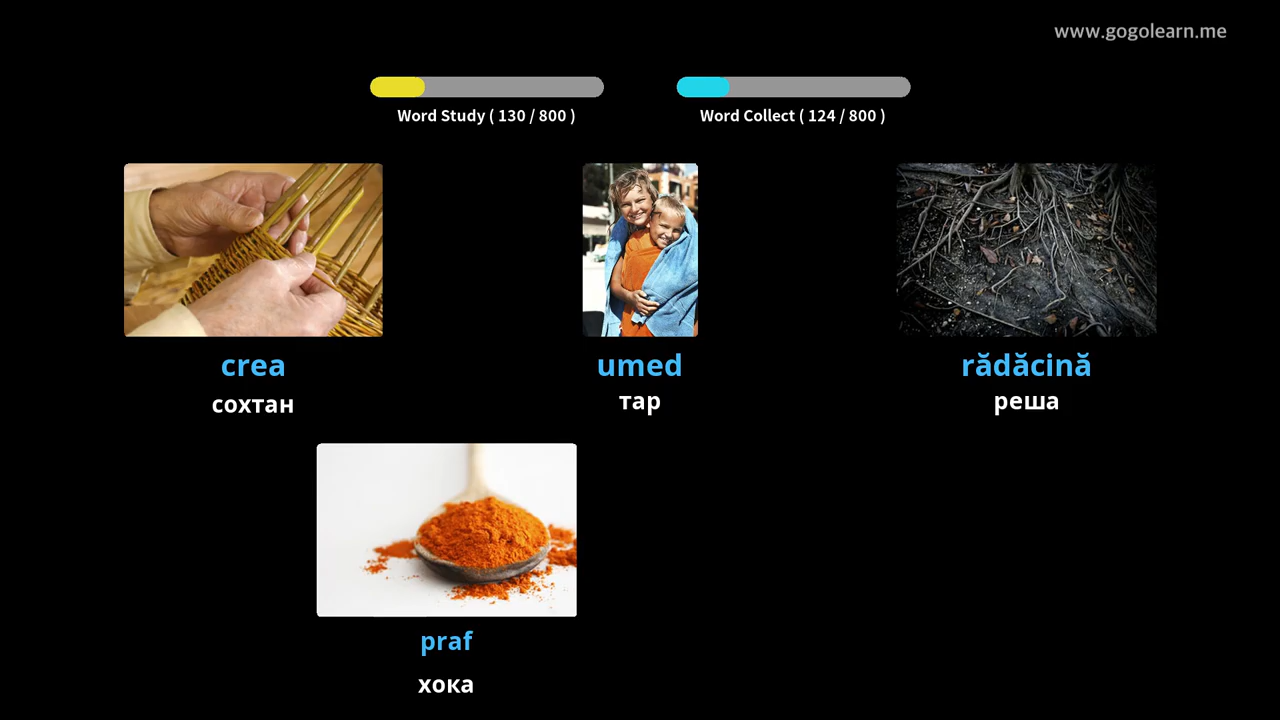 www.gogolearn.me
Word Study ( 130 / 800 )
Word Collect ( 124 / 800 )
crea
umed
rădăcină
сохтан
тар
реша
praf
хока